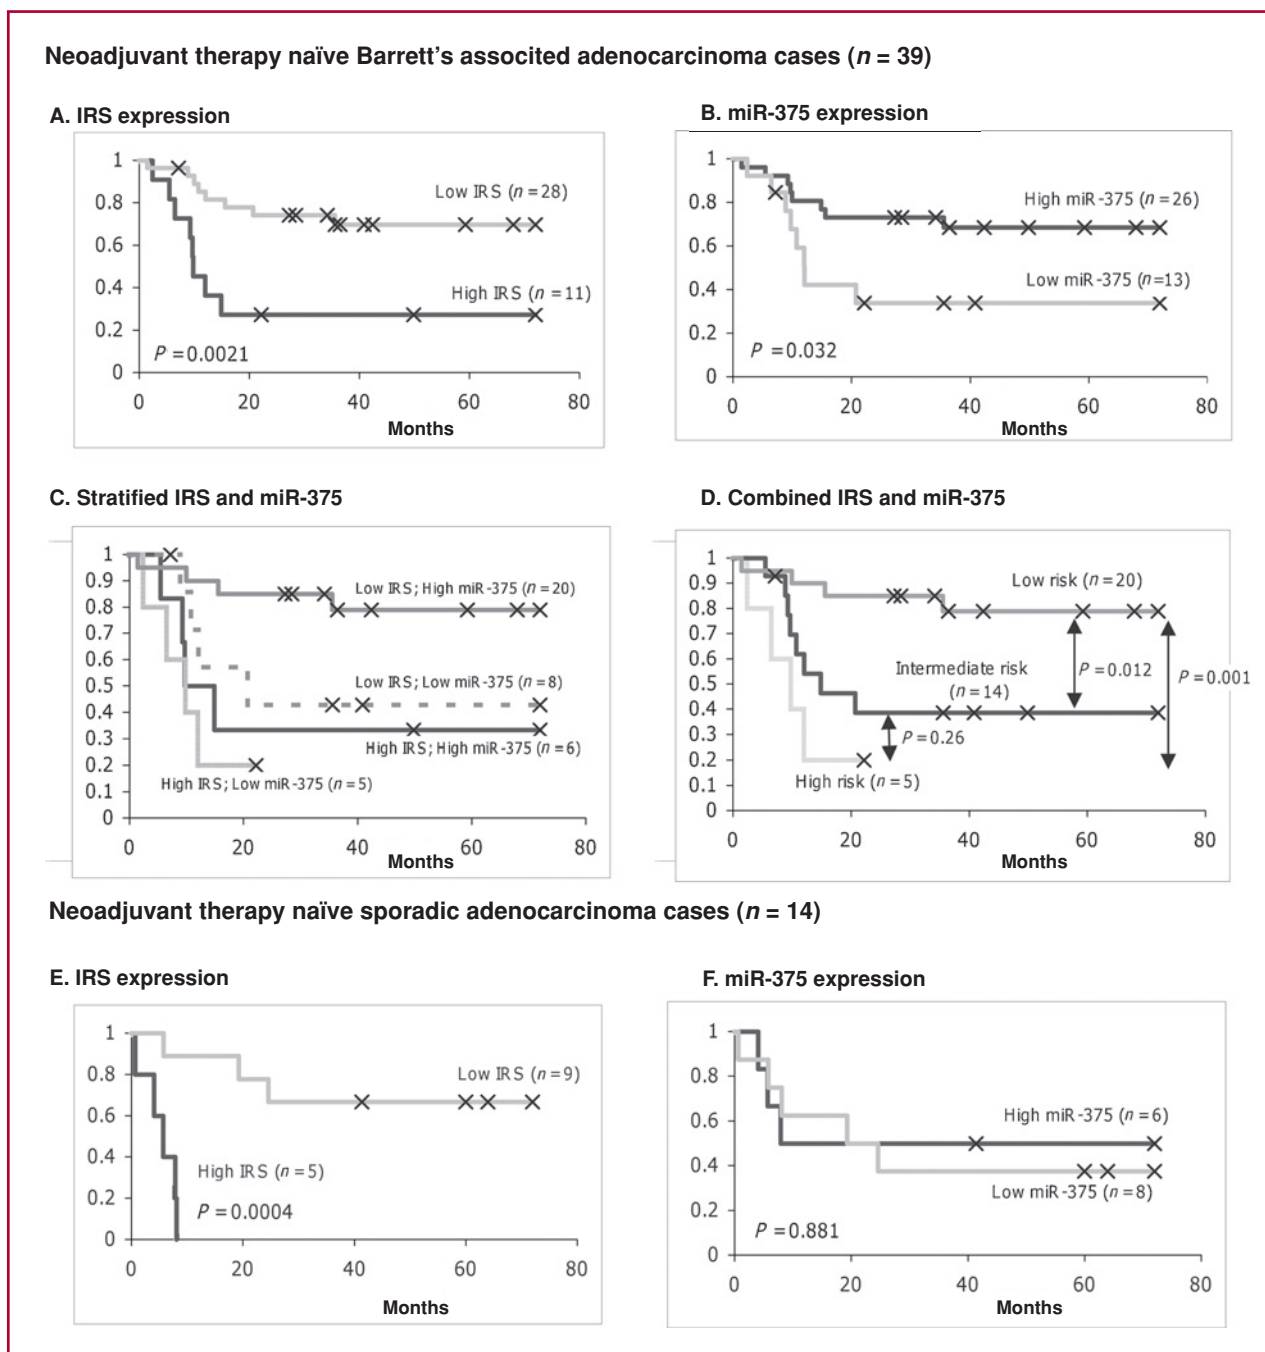 Neoadjuvant therapy naïve Barrett’s associted adenocarcinoma cases (n = 39)
A. IRS expression
1
0.8
0.6
0.4
0.2
0
Low IRS (n = 28)
High IRS (n = 11)
P = 0.0021
0 20 40 60 80
Months
B. miR-375 expression
1
0.8
0.6
0.4
0.2
0
High miR-375 (n = 26)
Low miR-375 (n = 13)
P = 0.032
0 20 40 60 80
Months
C. Stratified IRS and miR-375
1
0.9
0.8
0.7
0.6
0.5
0.4
0.3
0.2
0.1
0
Low IRS; High miR-375 (n = 20)
Low IRS; Low miR-375 (n = 8)
High IRS; High miR-375 (n = 6)
High IRS; Low miR-375 (n = 5)
0 20 40 60 80
Months
D. Combined IRS and miR-375
1
0.9
0.8
0.7
0.6
0.5
0.4
0.3
0.2
0.1
0
Low risk (n = 20)
Intermediate risk
(n = 14)
P = 0.012
P = 0.001
P = 0.26
High risk (n = 5)
0 20 40 60 80
Months
Neoadjuvant therapy naïve sporadic adenocarcinoma cases (n = 14)
E. IRS expression
1
0.8
0.6
0.4
0.2
0
Low IRS (n = 9)
High IRS (n = 5)
P = 0.0004
0 20 40 60 80
Months
F. miR-375 expression
1
0.8
0.6
0.4
0.2
0
High miR-375 (n = 6)
Low miR-375 (n = 8)
P = 0.881
0 20 40 60 80
Months